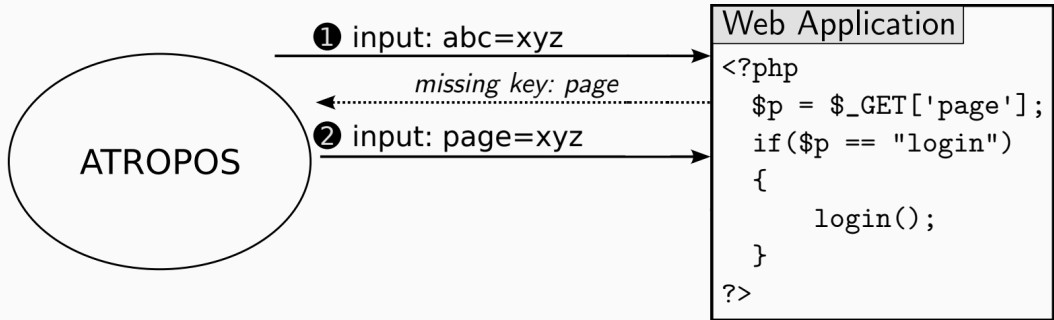 ❶ input: abc=xyz
missing key: page
❷ input: page=xyz
ATROPOS
Web Application
<?php
  $p = $_GET['page'];
  if($p == "login")
  {
      login();
  }
?>